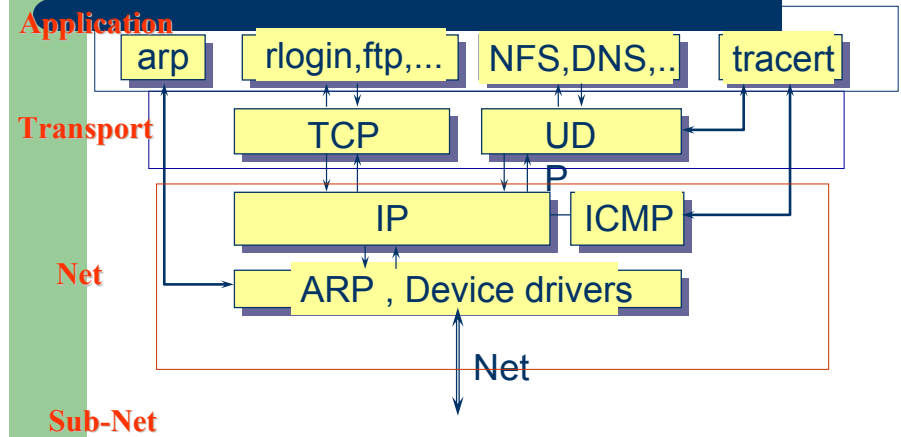 Application
arp
rlogin,ftp,...
NFS,DNS,..
tracert
Transport
TCP
UD
P
IP
ICMP
Net
ARP , Device drivers
Net
Sub-Net